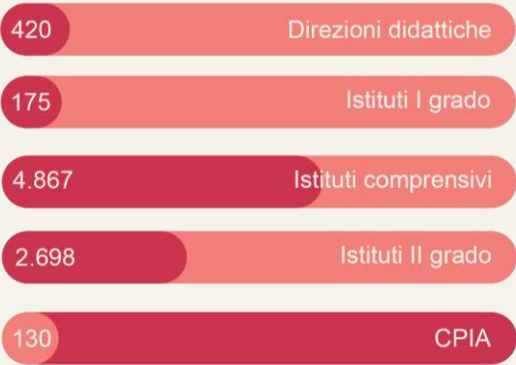 420 Direzioni didattiche
175 Istituti I grado
4.867 Istituti comprensivi
2.698 Istituti II grado
130 CPIA